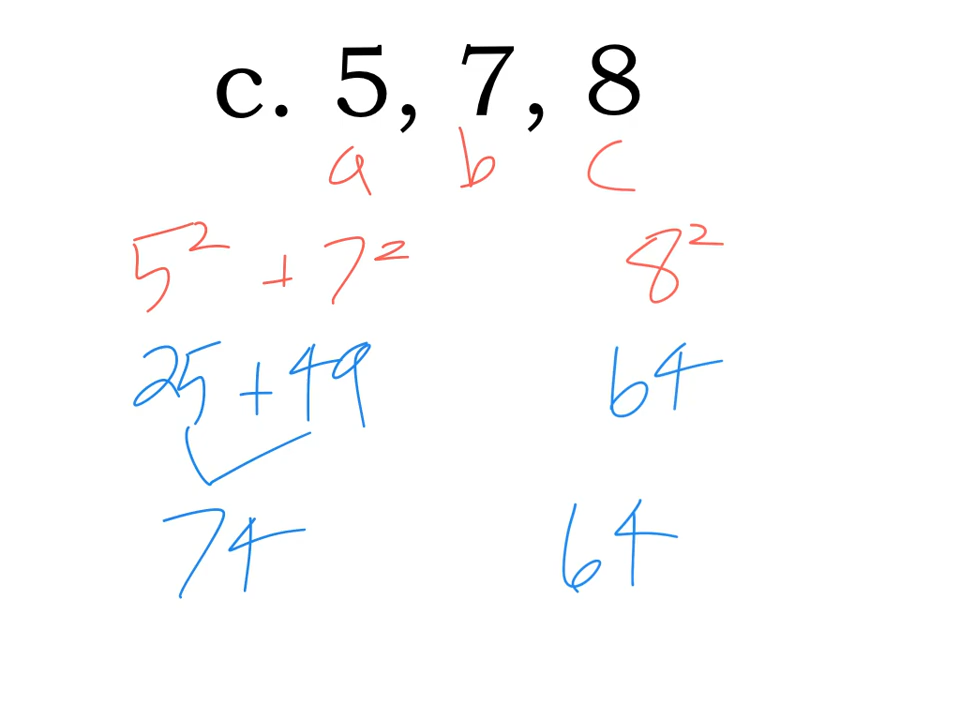 c. 5, 7, 8
a b c
5² + 7² 8²
25 + 49 64
74 64